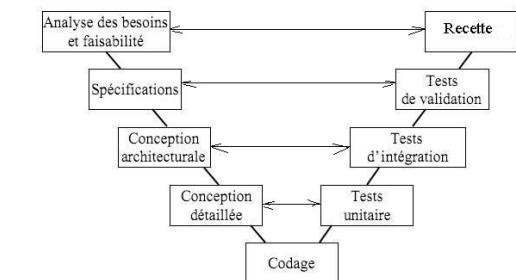 Analyse des besoins
et faisabilité
Recette
Spécifications
Tests
de validation
Conception
architecturale
Tests
d'intégration
Conception
détaillée
Tests
unitaire
Codage